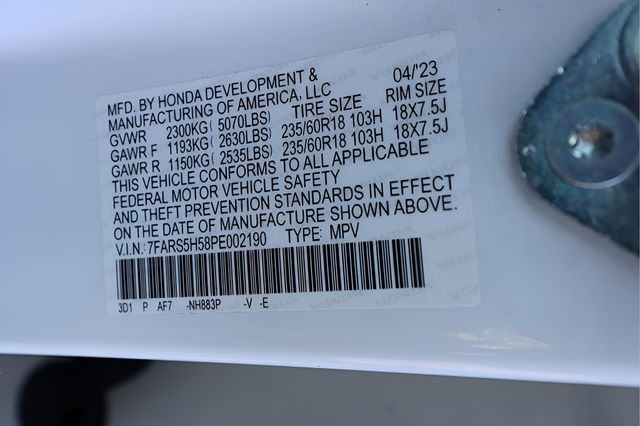 MFD. BY HONDA DEVELOPMENT & 04/'23
MANUFACTURING OF AMERICA, LLC
GVWR 2300KG ( 5070LBS) TIRE SIZE RIM SIZE
GAWR F 1193KG ( 2630LBS) 235/60R18 103H 18X7.5J
GAWR R 1150KG ( 2535LBS) 235/60R18 103H 18X7.5J
THIS VEHICLE CONFORMS TO ALL APPLICABLE
FEDERAL MOTOR VEHICLE SAFETY
AND THEFT PREVENTION STANDARDS IN EFFECT
ON THE DATE OF MANUFACTURE SHOWN ABOVE.
V.I.N.: 7FARS5H58PE002190 TYPE: MPV
3D1 P AF7 -NH883P -V -E